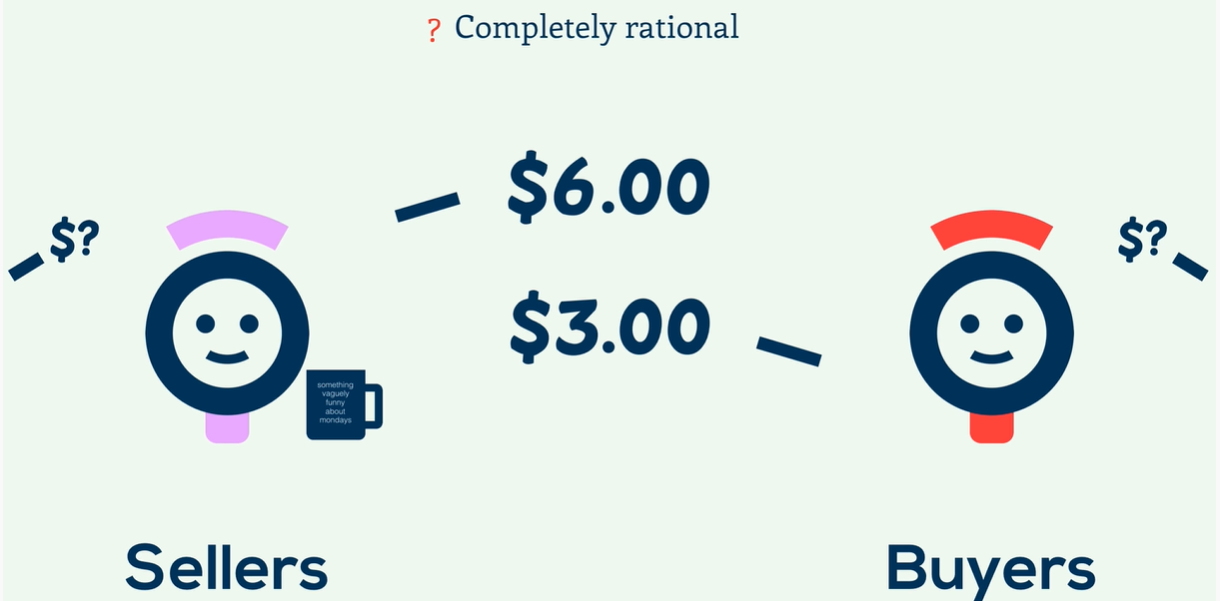 ? Completely rational
$6.00
$?
$?
$3.00
something
vaguely
funny
about
mondays
Sellers
Buyers